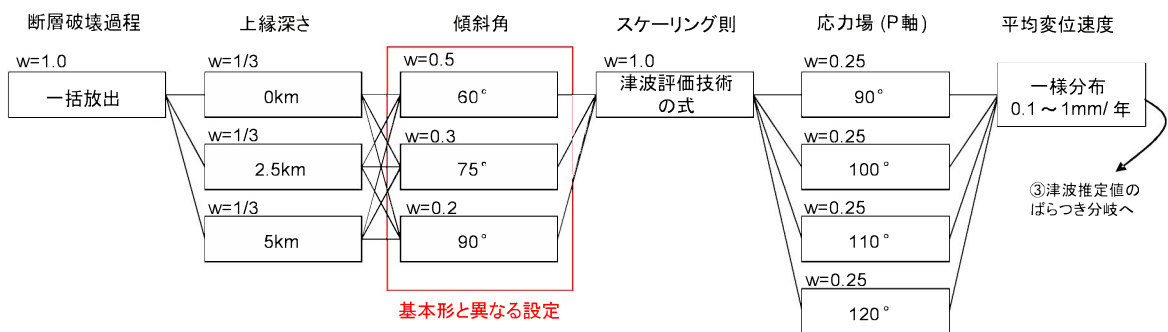 断層破壊過程
w=1.0
一括放出
上縁深さ
w=1/3
0km
w=1/3
2.5km
w=1/3
5km
傾斜角
w=0.5
60°
w=0.3
75°
w=0.2
90°
基本形と異なる設定
スケーリング則
w=1.0
津波評価技術
の式
応力場 (P軸)
w=0.25
90°
w=0.25
100°
w=0.25
110°
w=0.25
120°
平均変位速度
一様分布
0.1～1mm/年
③津波推定値の
ばらつき分岐へ